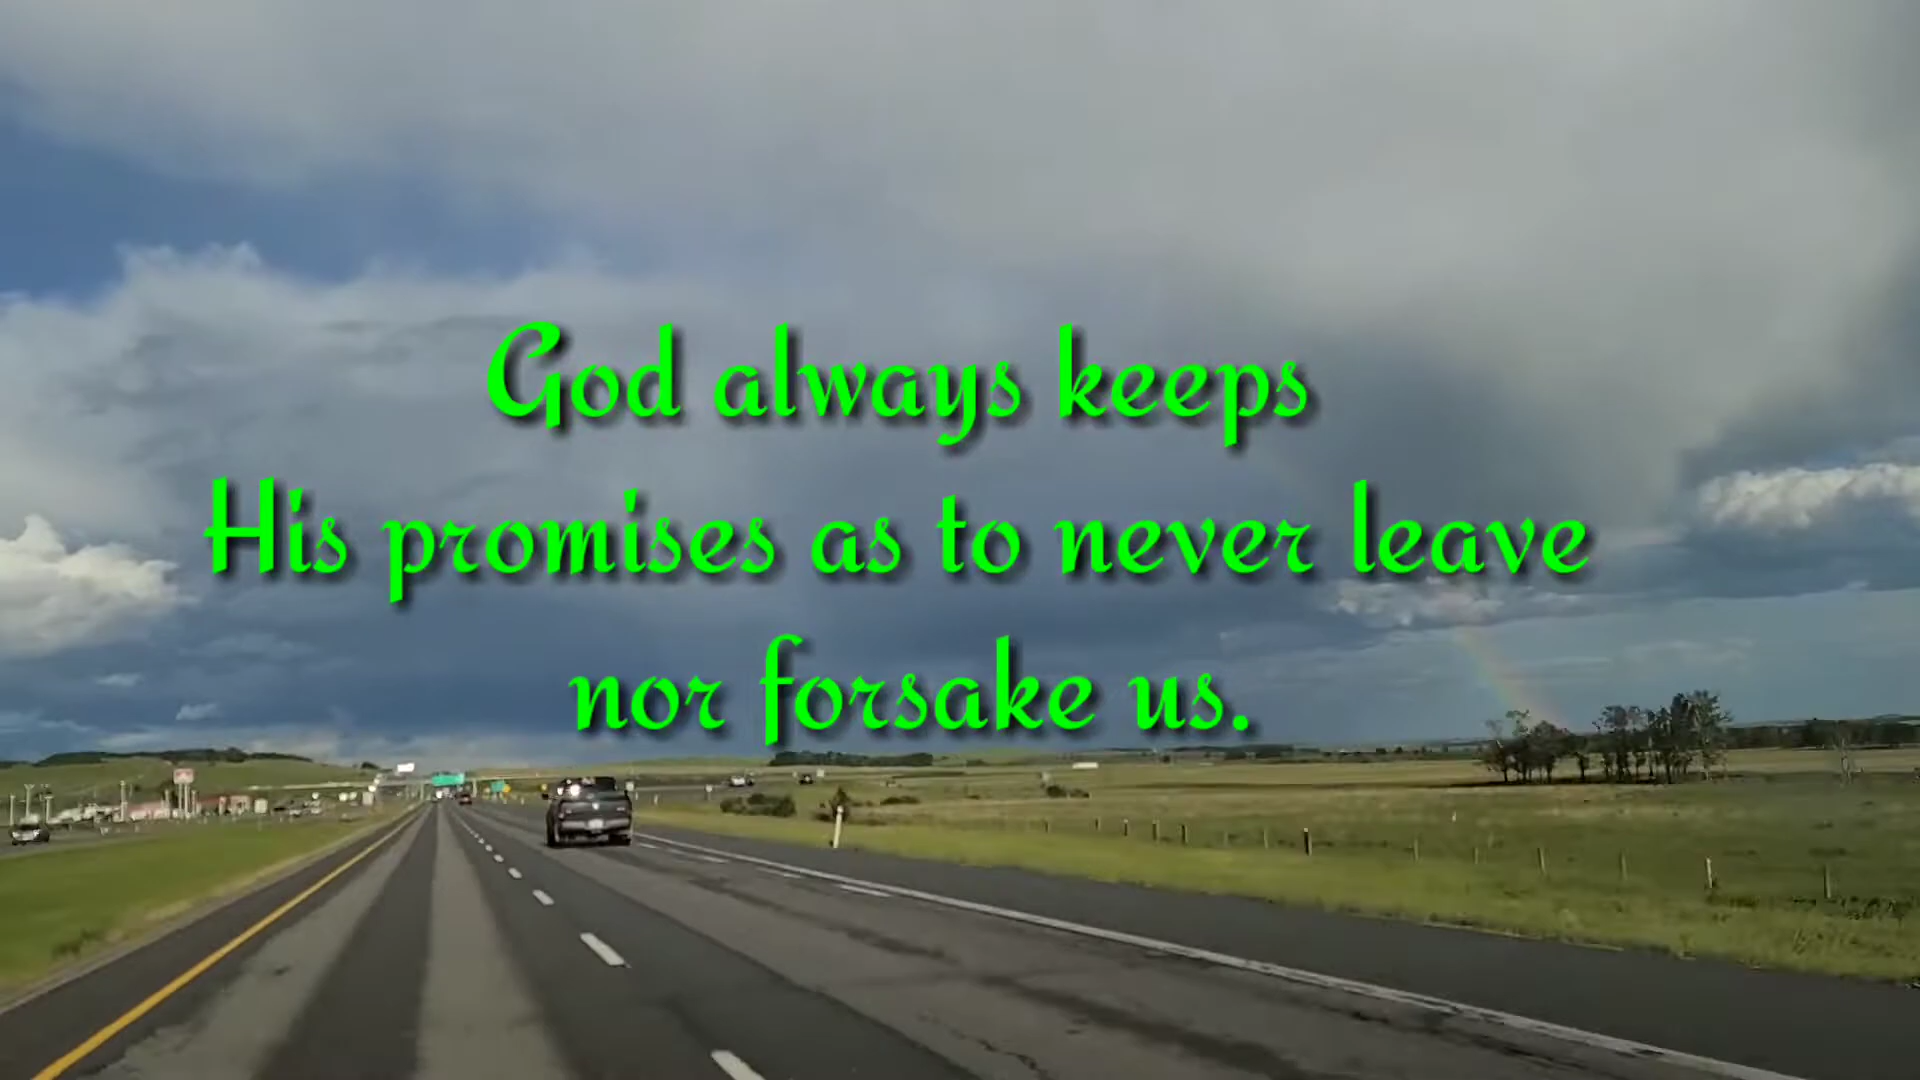 God always keeps
His promises as to never leave
nor forsake us.